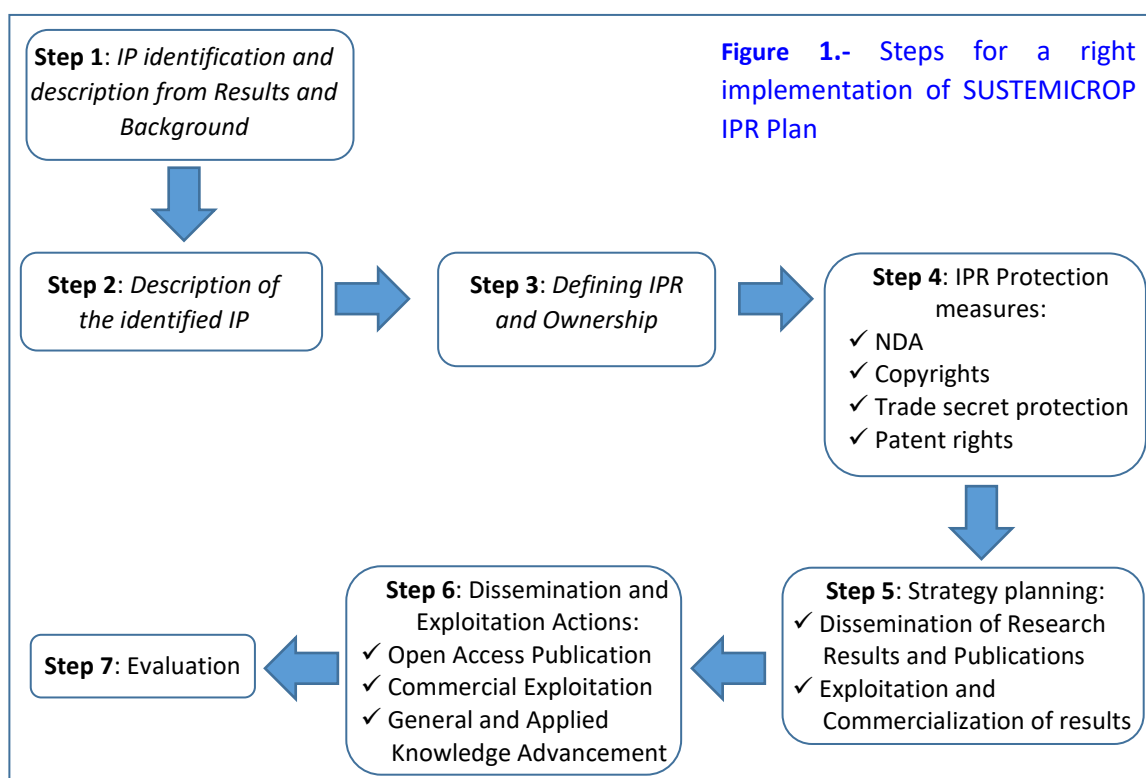 Step 1: IP identification and
description from Results and
Background
Figure 1.- Steps for a right
implementation of SUSTEMICROP
IPR Plan
Step 2: Description of
the identified IP
Step 3: Defining IPR
and Ownership
Step 4: IPR Protection
measures:
✓ NDA
✓ Copyrights
✓ Trade secret protection
✓ Patent rights
Step 5: Strategy planning:
✓ Dissemination of Research
Results and Publications
✓ Exploitation and
Commercialization of results
Step 6: Dissemination and
Exploitation Actions:
✓ Open Access Publication
✓ Commercial Exploitation
✓ General and Applied
Knowledge Advancement
Step 7: Evaluation